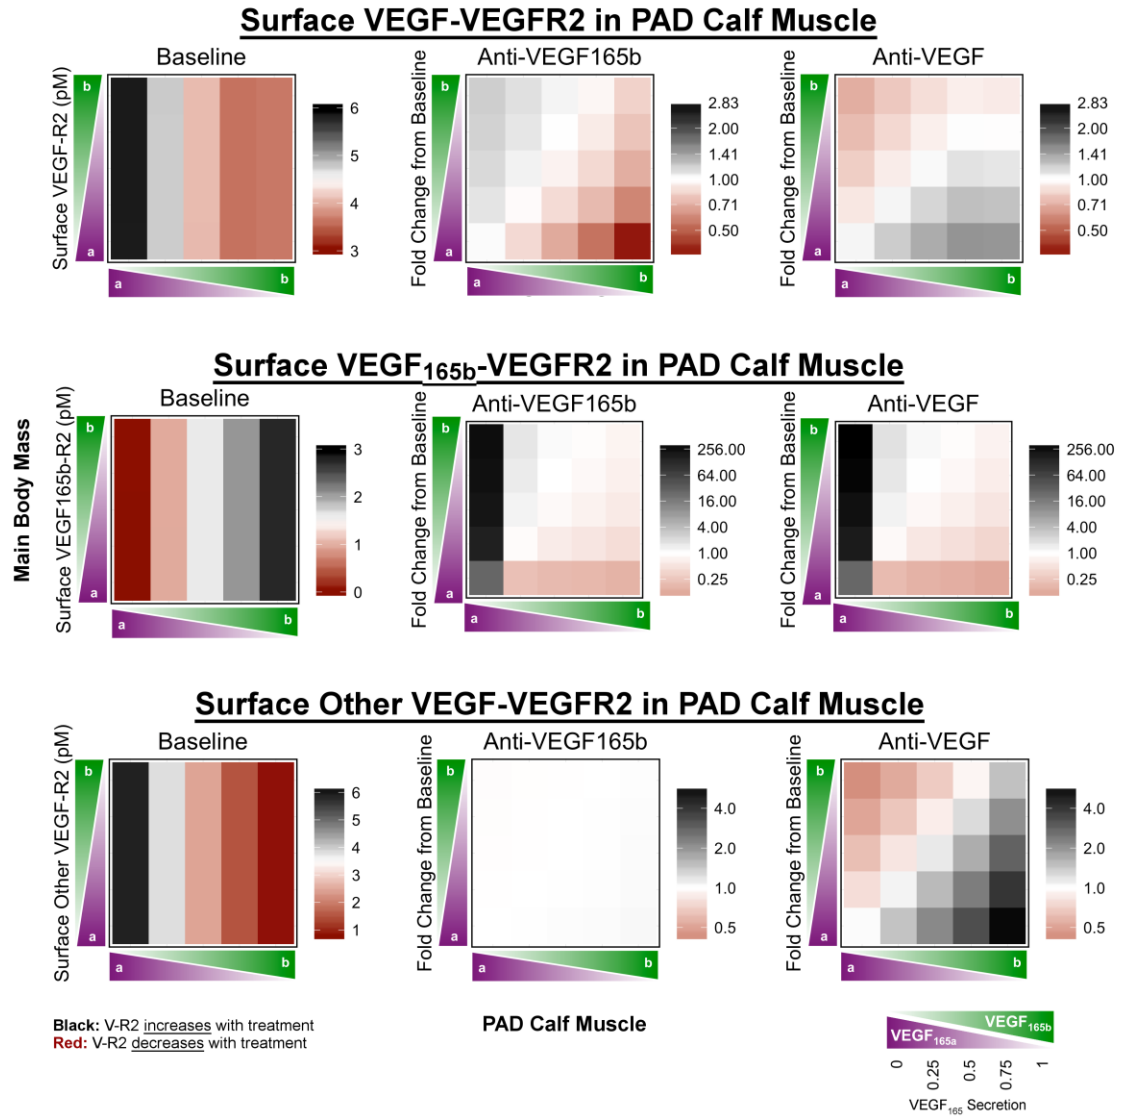 Surface VEGF-VEGFR2 in PAD Calf Muscle
Baseline
Anti-VEGF165b
Anti-VEGF
Surface VEGF-R2 (pM)
b
a
a
b
6
5
4
3
Fold Change from Baseline
b
a
a
b
2.83
2.00
1.41
1.00
0.71
0.50
Fold Change from Baseline
b
a
a
b
2.83
2.00
1.41
1.00
0.71
0.50
Main Body Mass
Surface VEGF165b-VEGFR2 in PAD Calf Muscle
Baseline
Anti-VEGF165b
Anti-VEGF
Surface VEGF165b-R2 (pM)
b
a
a
b
3
2
1
0
Fold Change from Baseline
b
a
a
b
256.00
64.00
16.00
4.00
1.00
0.25
Fold Change from Baseline
b
a
a
b
256.00
64.00
16.00
4.00
1.00
0.25
Surface Other VEGF-VEGFR2 in PAD Calf Muscle
Baseline
Anti-VEGF165b
Anti-VEGF
Surface Other VEGF-R2 (pM)
b
a
a
b
6
5
4
3
2
1
Fold Change from Baseline
b
a
a
b
4.0
2.0
1.0
0.5
Fold Change from Baseline
b
a
a
b
4.0
2.0
1.0
0.5
Black: V-R2 increases with treatment
Red: V-R2 decreases with treatment
PAD Calf Muscle
VEGF165b
VEGF165a
0
0.25
0.5
0.75
1
VEGF165 Secretion